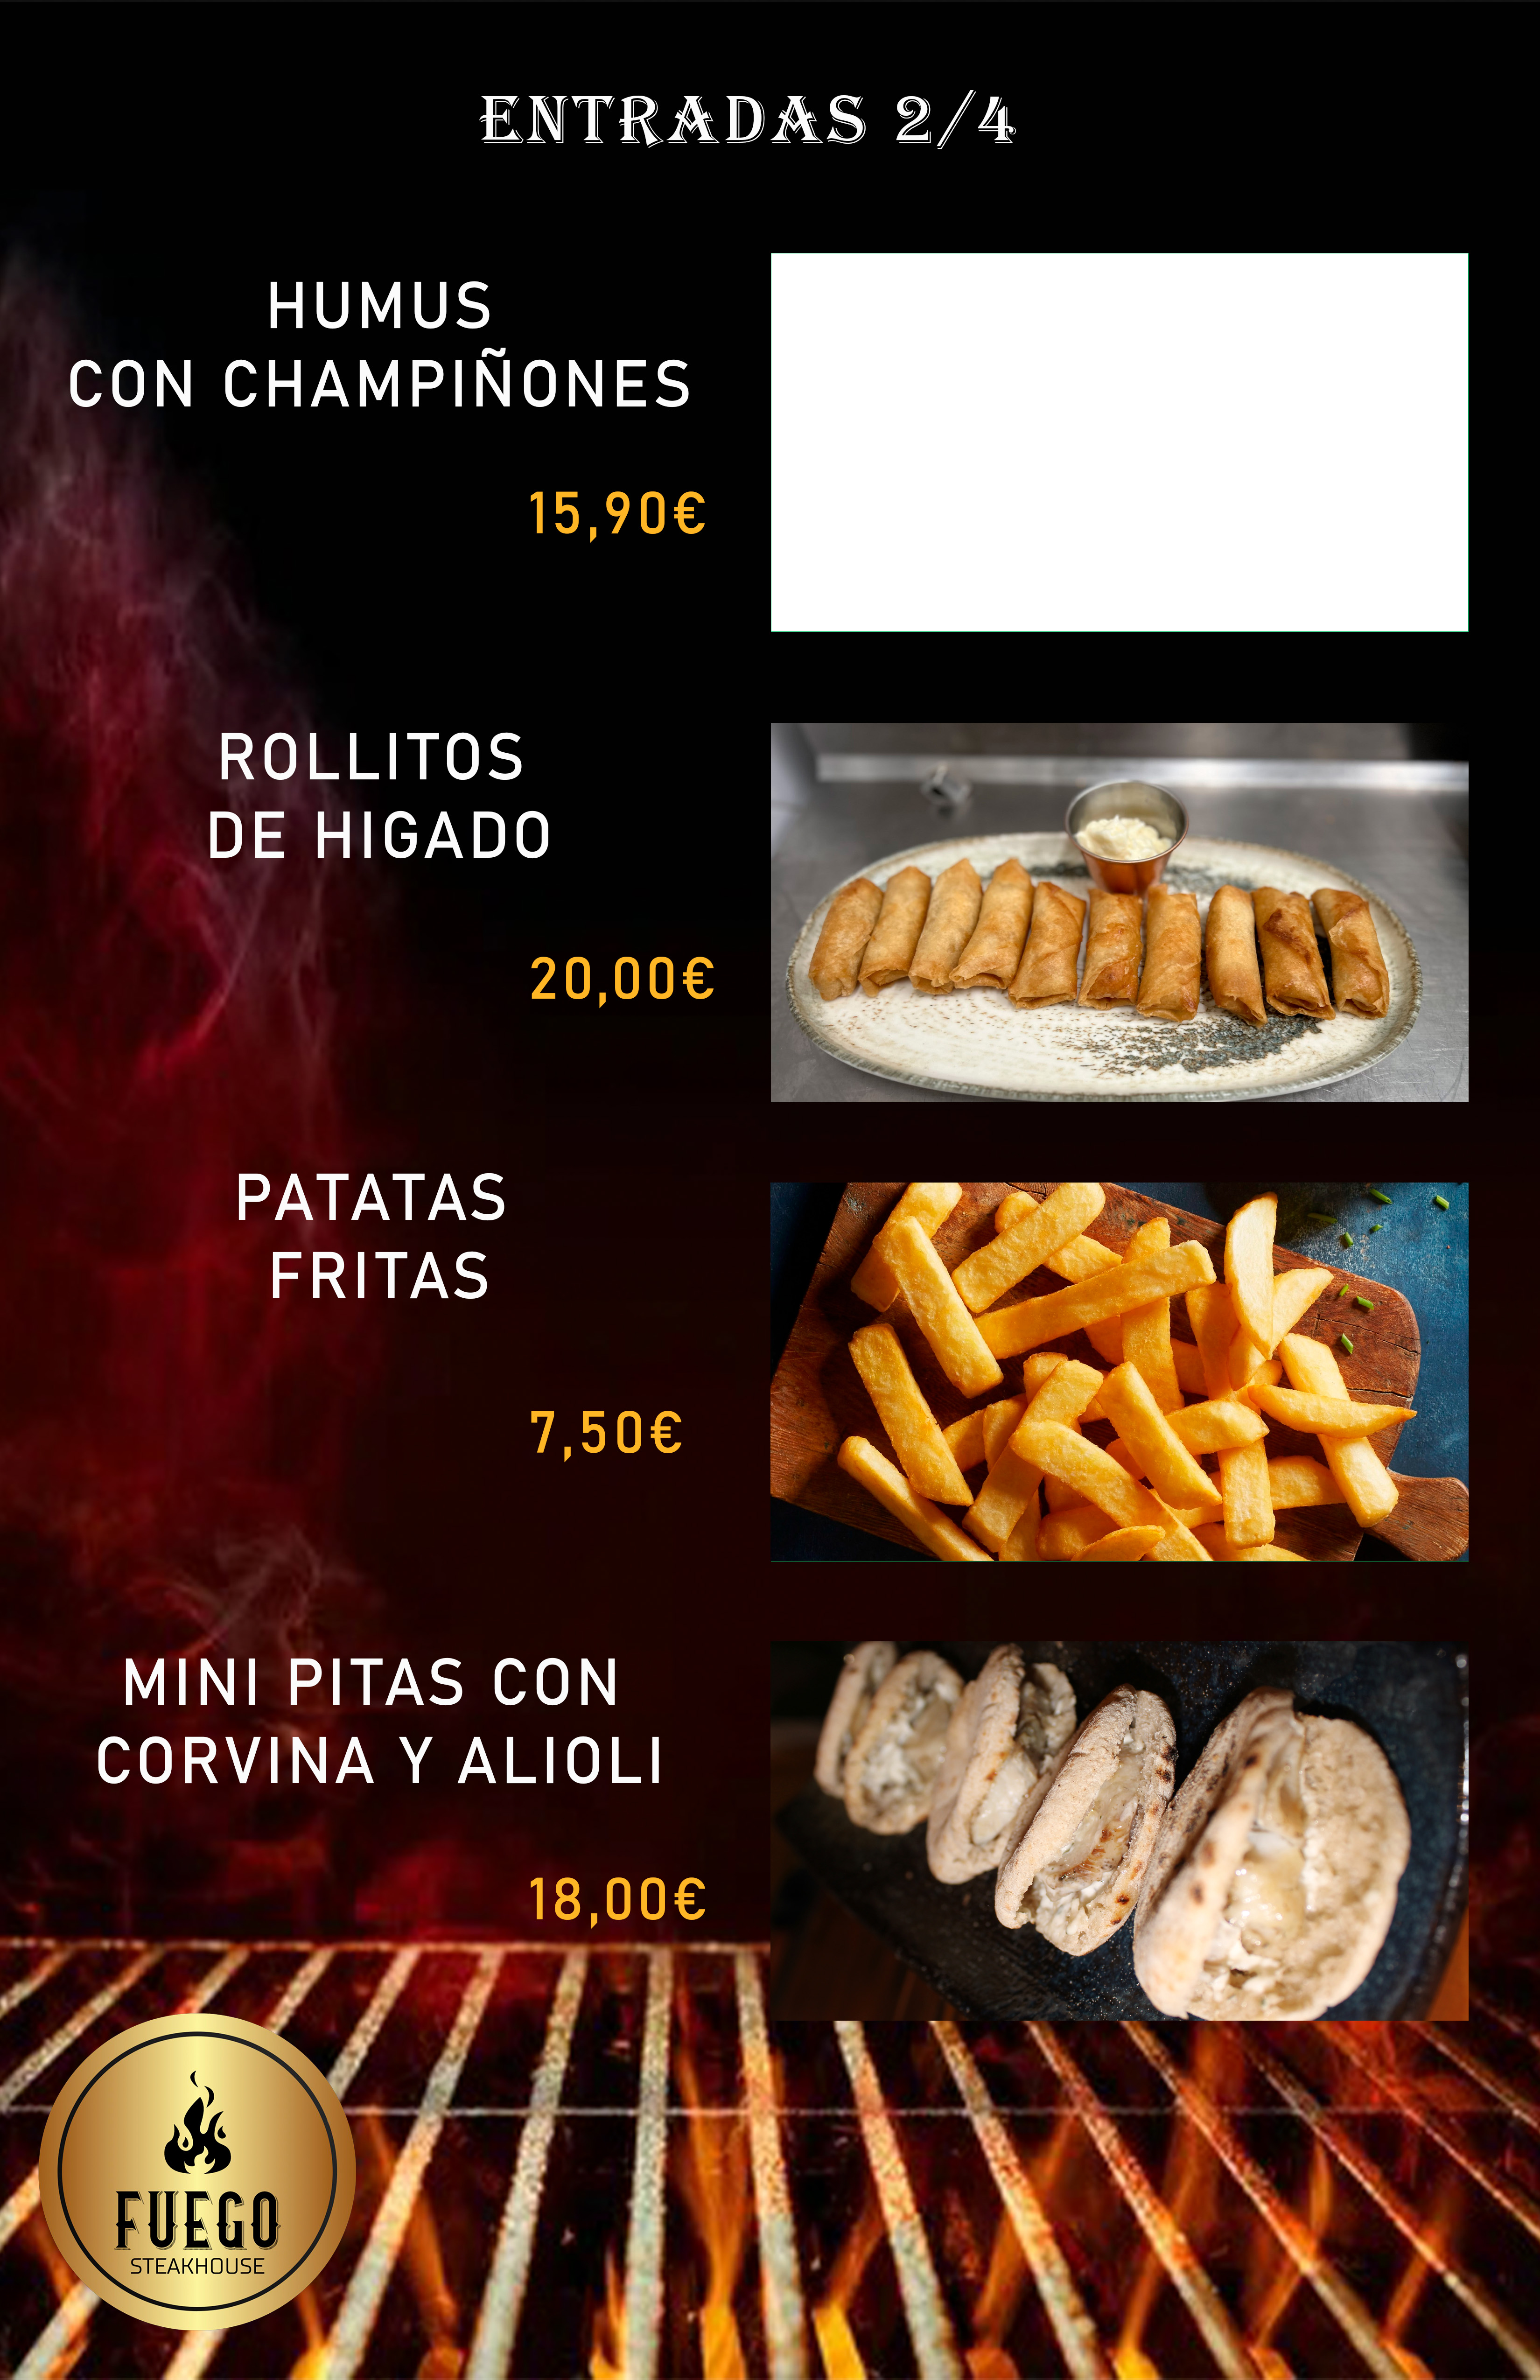 ENTRADAS 2/4
HUMUS
CON CHAMPIÑONES
15,90€
ROLLITOS
DE HIGADO
20,00€
PATATAS
FRITAS
7,50€
MINI PITAS CON
CORVINA Y ALIOLI
18,00€
FUEGO
STEAKHOUSE